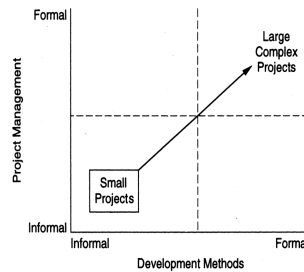 Formal
Large
Complex
Projects
Project Management
Small
Projects
Informal
Informal
Forma
Development Methods